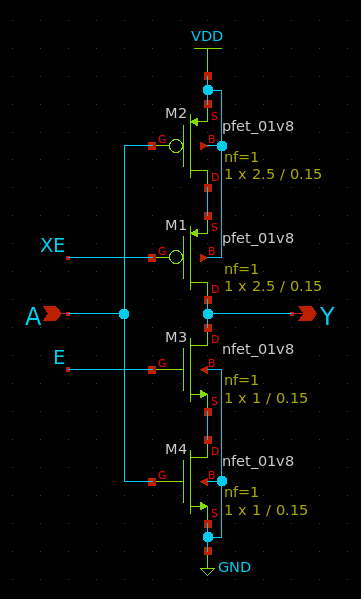 VDD
M2
S
pfet_01v8
G
B
nf=1
1 x 2.5 / 0.15
D
M1
S
pfet_01v8
XE
G
B
nf=1
1 x 2.5 / 0.15
D
A
Y
M3
D
nfet_01v8
E
G
B
nf=1
1 x 1 / 0.15
S
M4
D
nfet_01v8
G
B
nf=1
1 x 1 / 0.15
S
GND